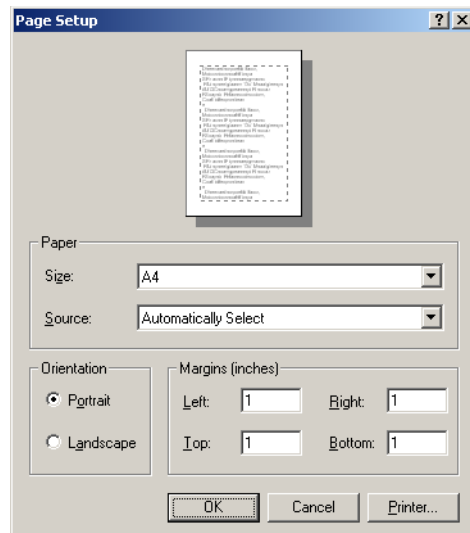 Page Setup
Paper
Size: A4
Source: Automatically Select
Orientation
Portrait
Landscape
Margins (inches)
Left: 1 Right: 1
Top: 1 Bottom: 1
OK Cancel Printer...